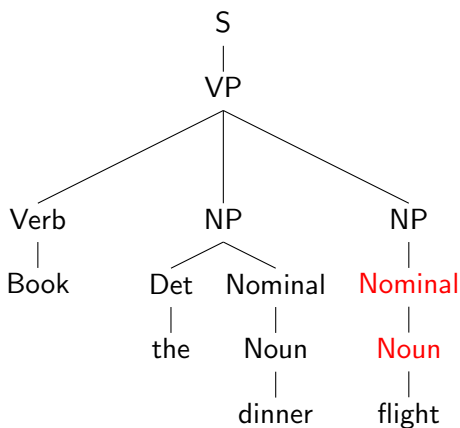 S
VP
Verb NP NP
Book Det Nominal Nominal
the Noun Noun
dinner flight